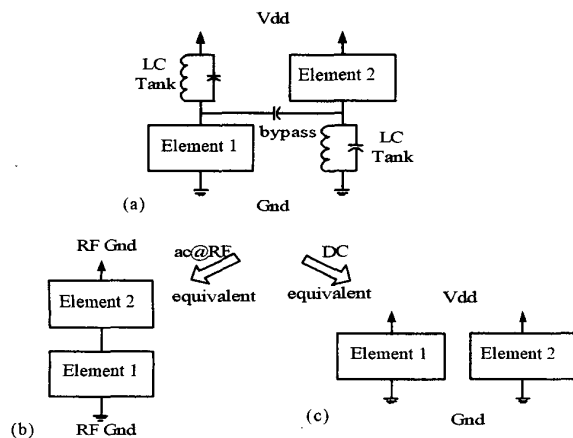 Vdd
LC
Tank
Element 2
bypass
Element 1
LC
Tank
(a)
Gnd
RF Gnd
ac@RF
DC
equivalent
equivalent
Element 2
Vdd
Element 1
Element 1
Element 2
(b)
RF Gnd
(c)
Gnd